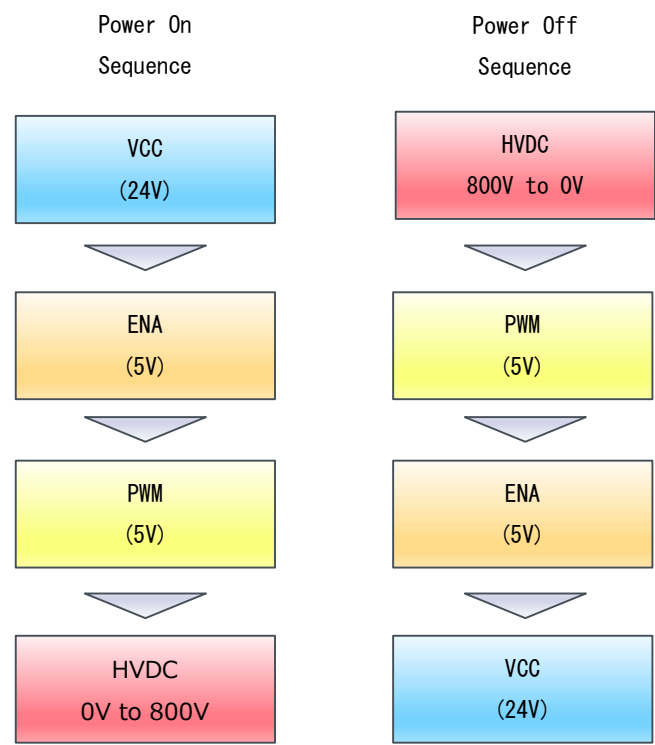 Power On
Sequence
VCC
(24V)
ENA
(5V)
PWM
(5V)
HVDC
0V to 800V
Power Off
Sequence
HVDC
800V to 0V
PWM
(5V)
ENA
(5V)
VCC
(24V)